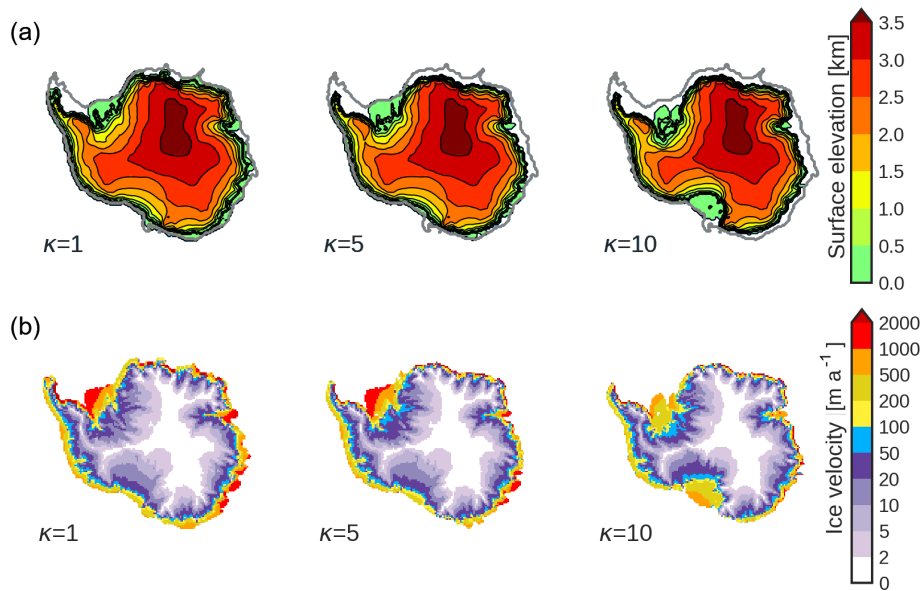 (a)
κ=1
κ=5
κ=10
3.5
3.0
2.5
2.0
1.5
1.0
0.5
0.0
Surface elevation [km]
(b)
κ=1
κ=5
κ=10
2000
1000
500
200
100
50
20
10
5
2
0
Ice velocity [m a⁻¹ ]